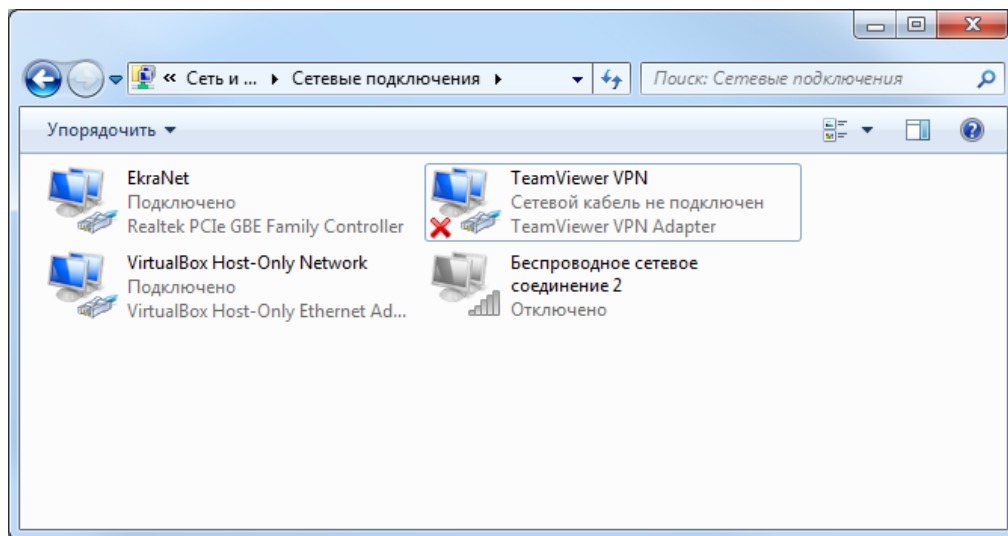 « Сеть и ... Сетевые подключения
Поиск: Сетевые подключения
Упорядочить
EkraNet
Подключено
Realtek PCIe GBE Family Controller
TeamViewer VPN
Сетевой кабель не подключен
TeamViewer VPN Adapter
VirtualBox Host-Only Network
Подключено
VirtualBox Host-Only Ethernet Ad...
Беспроводное сетевое
соединение 2
Отключено